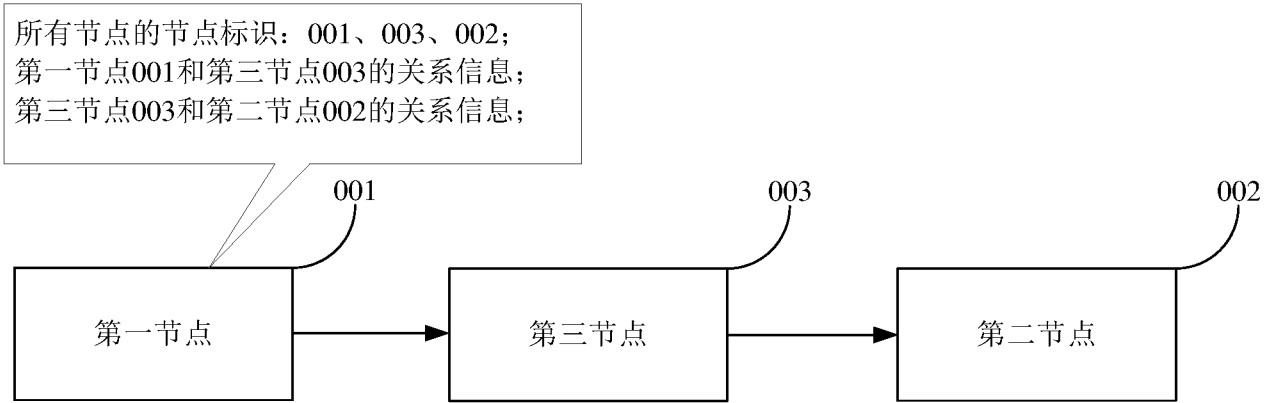 所有节点的节点标识：001、003、002；
第一节点001和第三节点003的关系信息；
第三节点003和第二节点002的关系信息；
001
003
002
第一节点
第三节点
第二节点